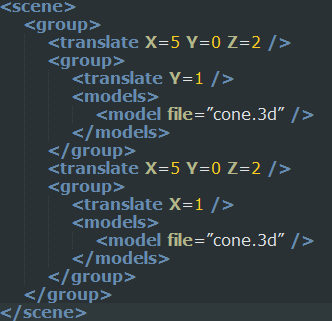 <scene>
<group>
<translate X=5 Y=0 Z=2 />
<group>
<translate Y=1 />
<models>
<model file=”cone.3d” />
</models>
</group>
<translate X=5 Y=0 Z=2 />
<group>
<translate X=1 />
<models>
<model file=”cone.3d” />
</models>
</group>
</group>
</scene>